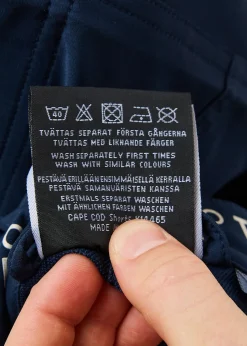 40
TVÄTTAS SEPARAT FÖRSTA GÅNGERNA
TVÄTTAS MED LIKNANDE FÄRGER
WASH SEPARATELY FIRST TIMES
WASH WITH SIMILAR COLOURS
PESTÄVÄ ERILLÄÄN ENSIMMÄISELLÄ KERRALLA
PESTÄVÄ SAMANVÄRISTEN KANSSA
ERSTMALS SEPARAT WASCHEN
MIT ÄHNLICHEN FARBEN WASCHEN
CAPE COD Shorts
MADE